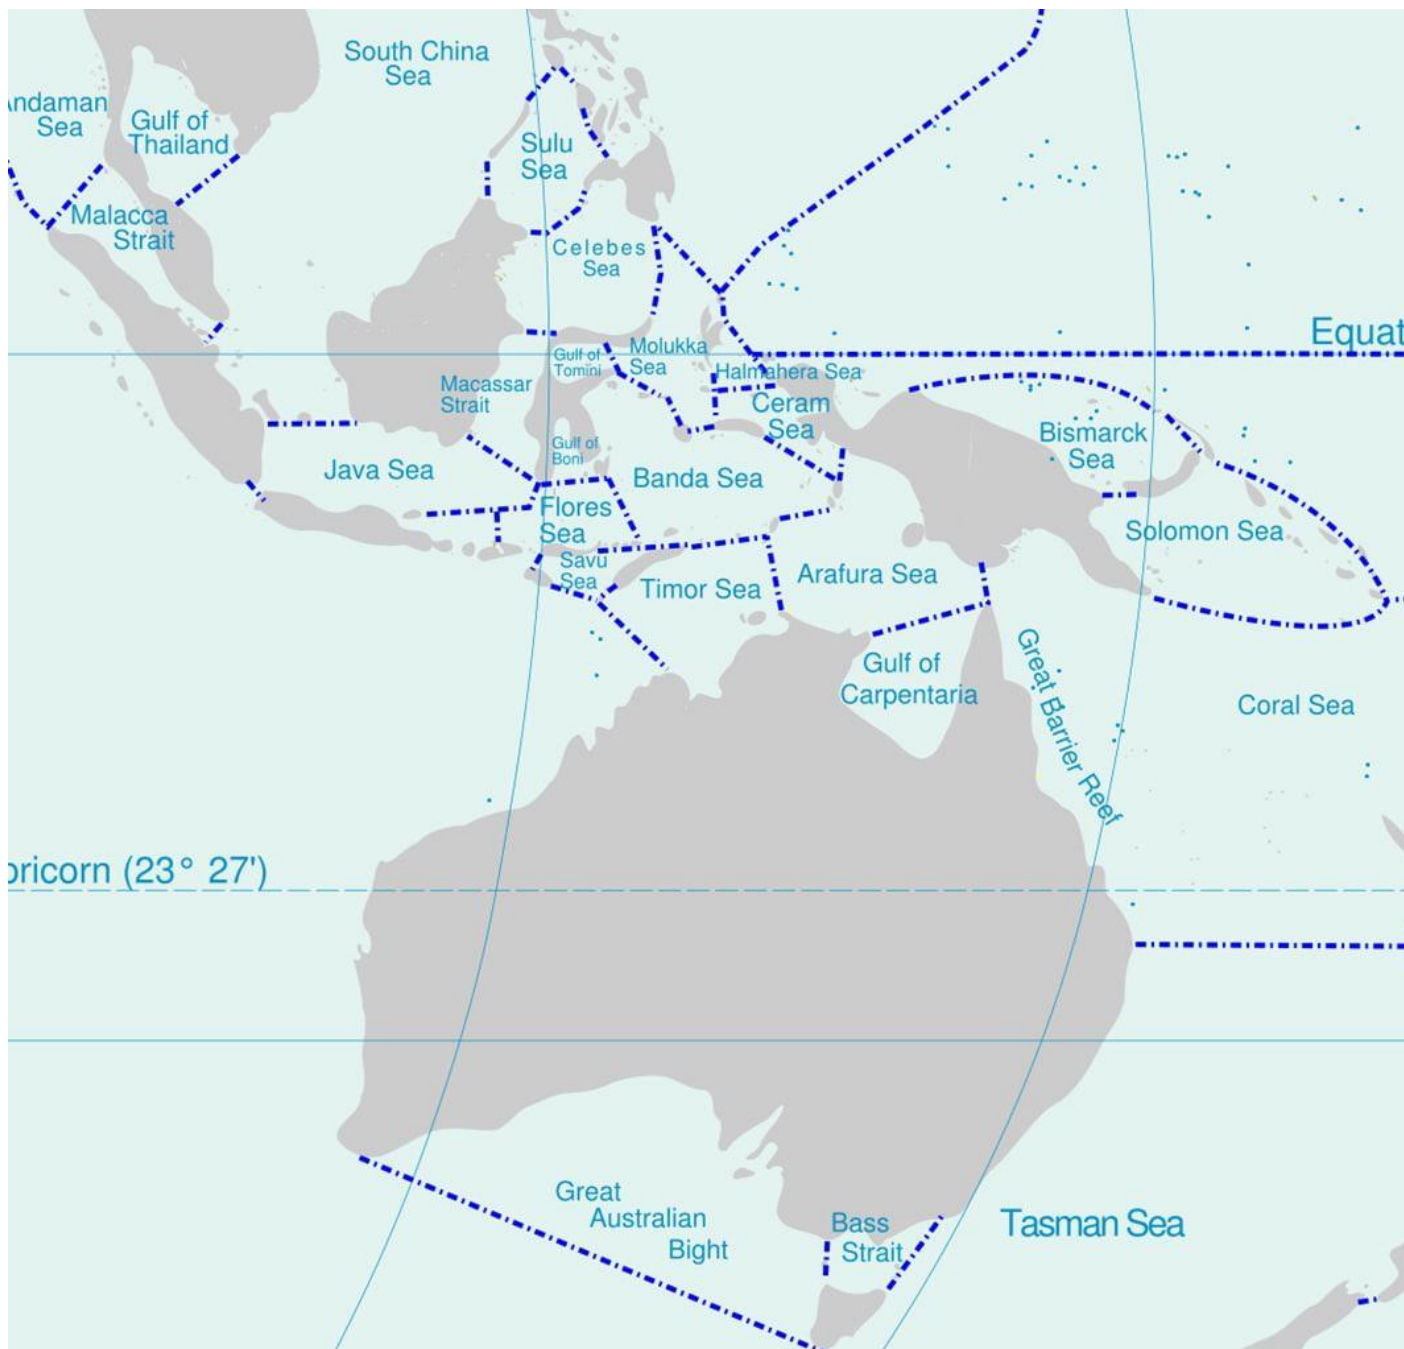 South China
Sea
ndaman
Sea
Gulf of
Thailand
Sulu
Sea
Malacca
Strait
Celebes
Sea
Equat
Molukka
Sea
Gulf of
Tomini
Halmahera Sea
Macassar
Strait
Ceram
Sea
Bismarck
Sea
Gulf of
Boni
Java Sea
Banda Sea
Flores
Sea
Solomon Sea
Savu
Sea
Timor Sea
Arafura Sea
Gulf of
Carpentaria
Great Barrier Reef
Coral Sea
pricorn (23° 27')
Great
Australian
Bight
Bass
Strait
Tasman Sea